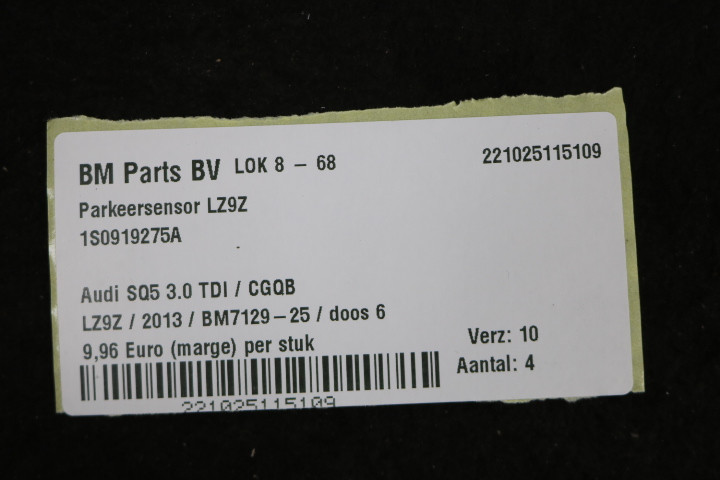 BM Parts BV LOK 8 - 68
221025115109
Parkeersensor LZ9Z
1S0919275A
Audi SQ5 3.0 TDI / CGQB
LZ9Z / 2013 / BM7129-25 / doos 6
9,96 Euro (marge) per stuk
Verz: 10
Aantal: 4
221025115109